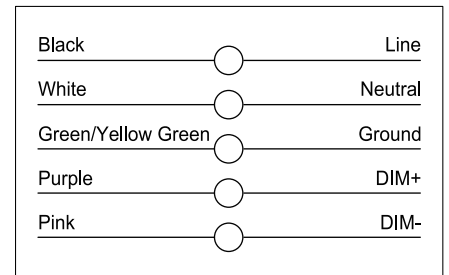 Black Line
White Neutral
Green/Yellow Green Ground
Purple DIM+
Pink DIM-